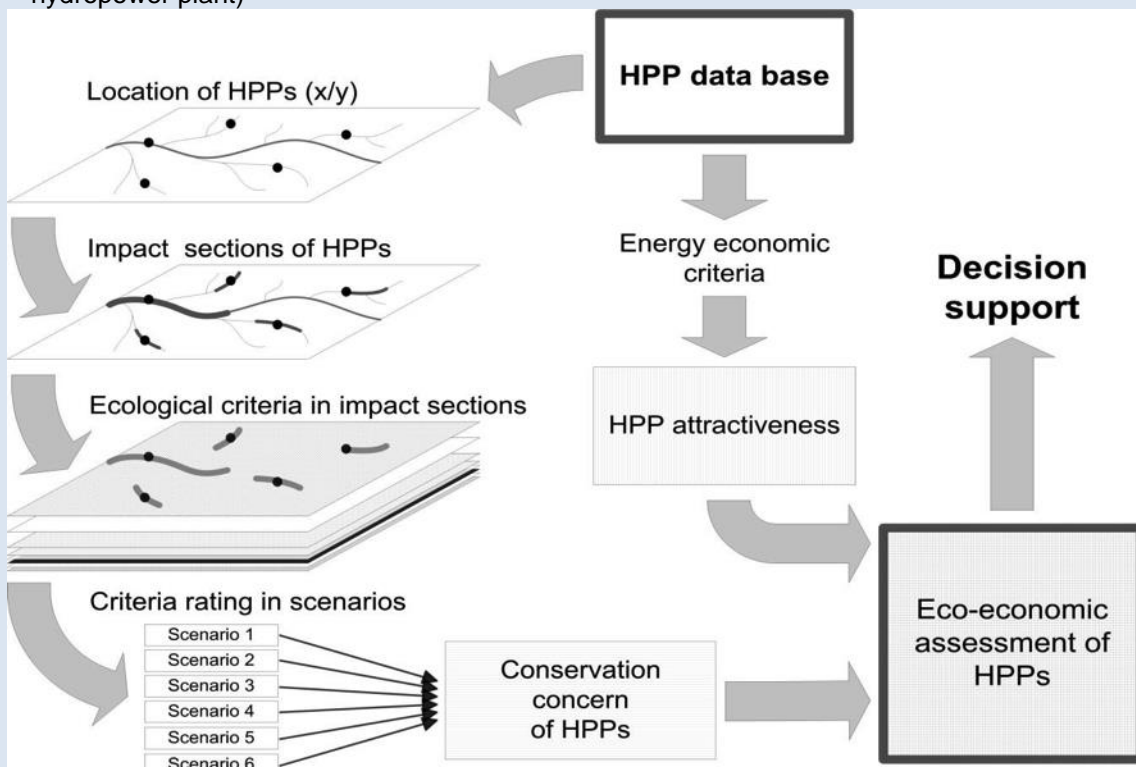 hydropower plant)
HPP data base
Location of HPPs (x/y)
Impact sections of HPPs
Energy economic
criteria
Decision
support
Ecological criteria in impact sections
HPP attractiveness
Criteria rating in scenarios
Scenario 1
Scenario 2
Scenario 3
Scenario 4
Scenario 5
Scenario 6
Conservation
concern
of HPPs
Eco-economic
assessment of
HPPs